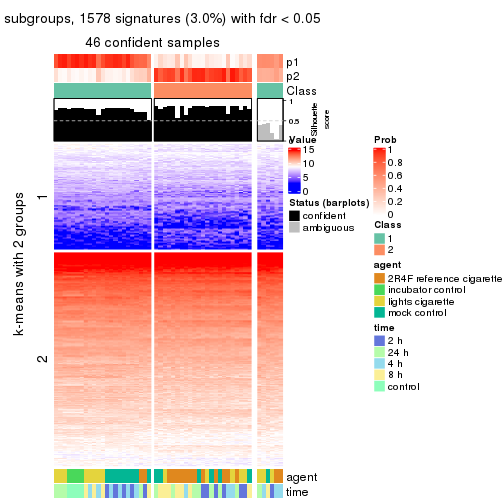 subgroups, 1578 signatures (3.0%) with fdr < 0.05
46 confident samples
p1
p2
Class
1
0.5
0
Silhouette
score
k-means with 2 groups
1
2
agent
time
Value
15
10
5
0
Status (barplots)
confident
ambiguous
Prob
1
0.8
0.6
0.4
0.2
0
Class
1
2
agent
2R4F reference cigarette
incubator control
lights cigarette
mock control
time
2 h
24 h
4 h
8 h
control